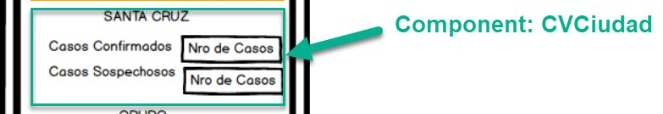 SANTA CRUZ
Component: CVCiudad
Casos Confirmados Nro de Casos
Casos Sospechosos Nro de Casos